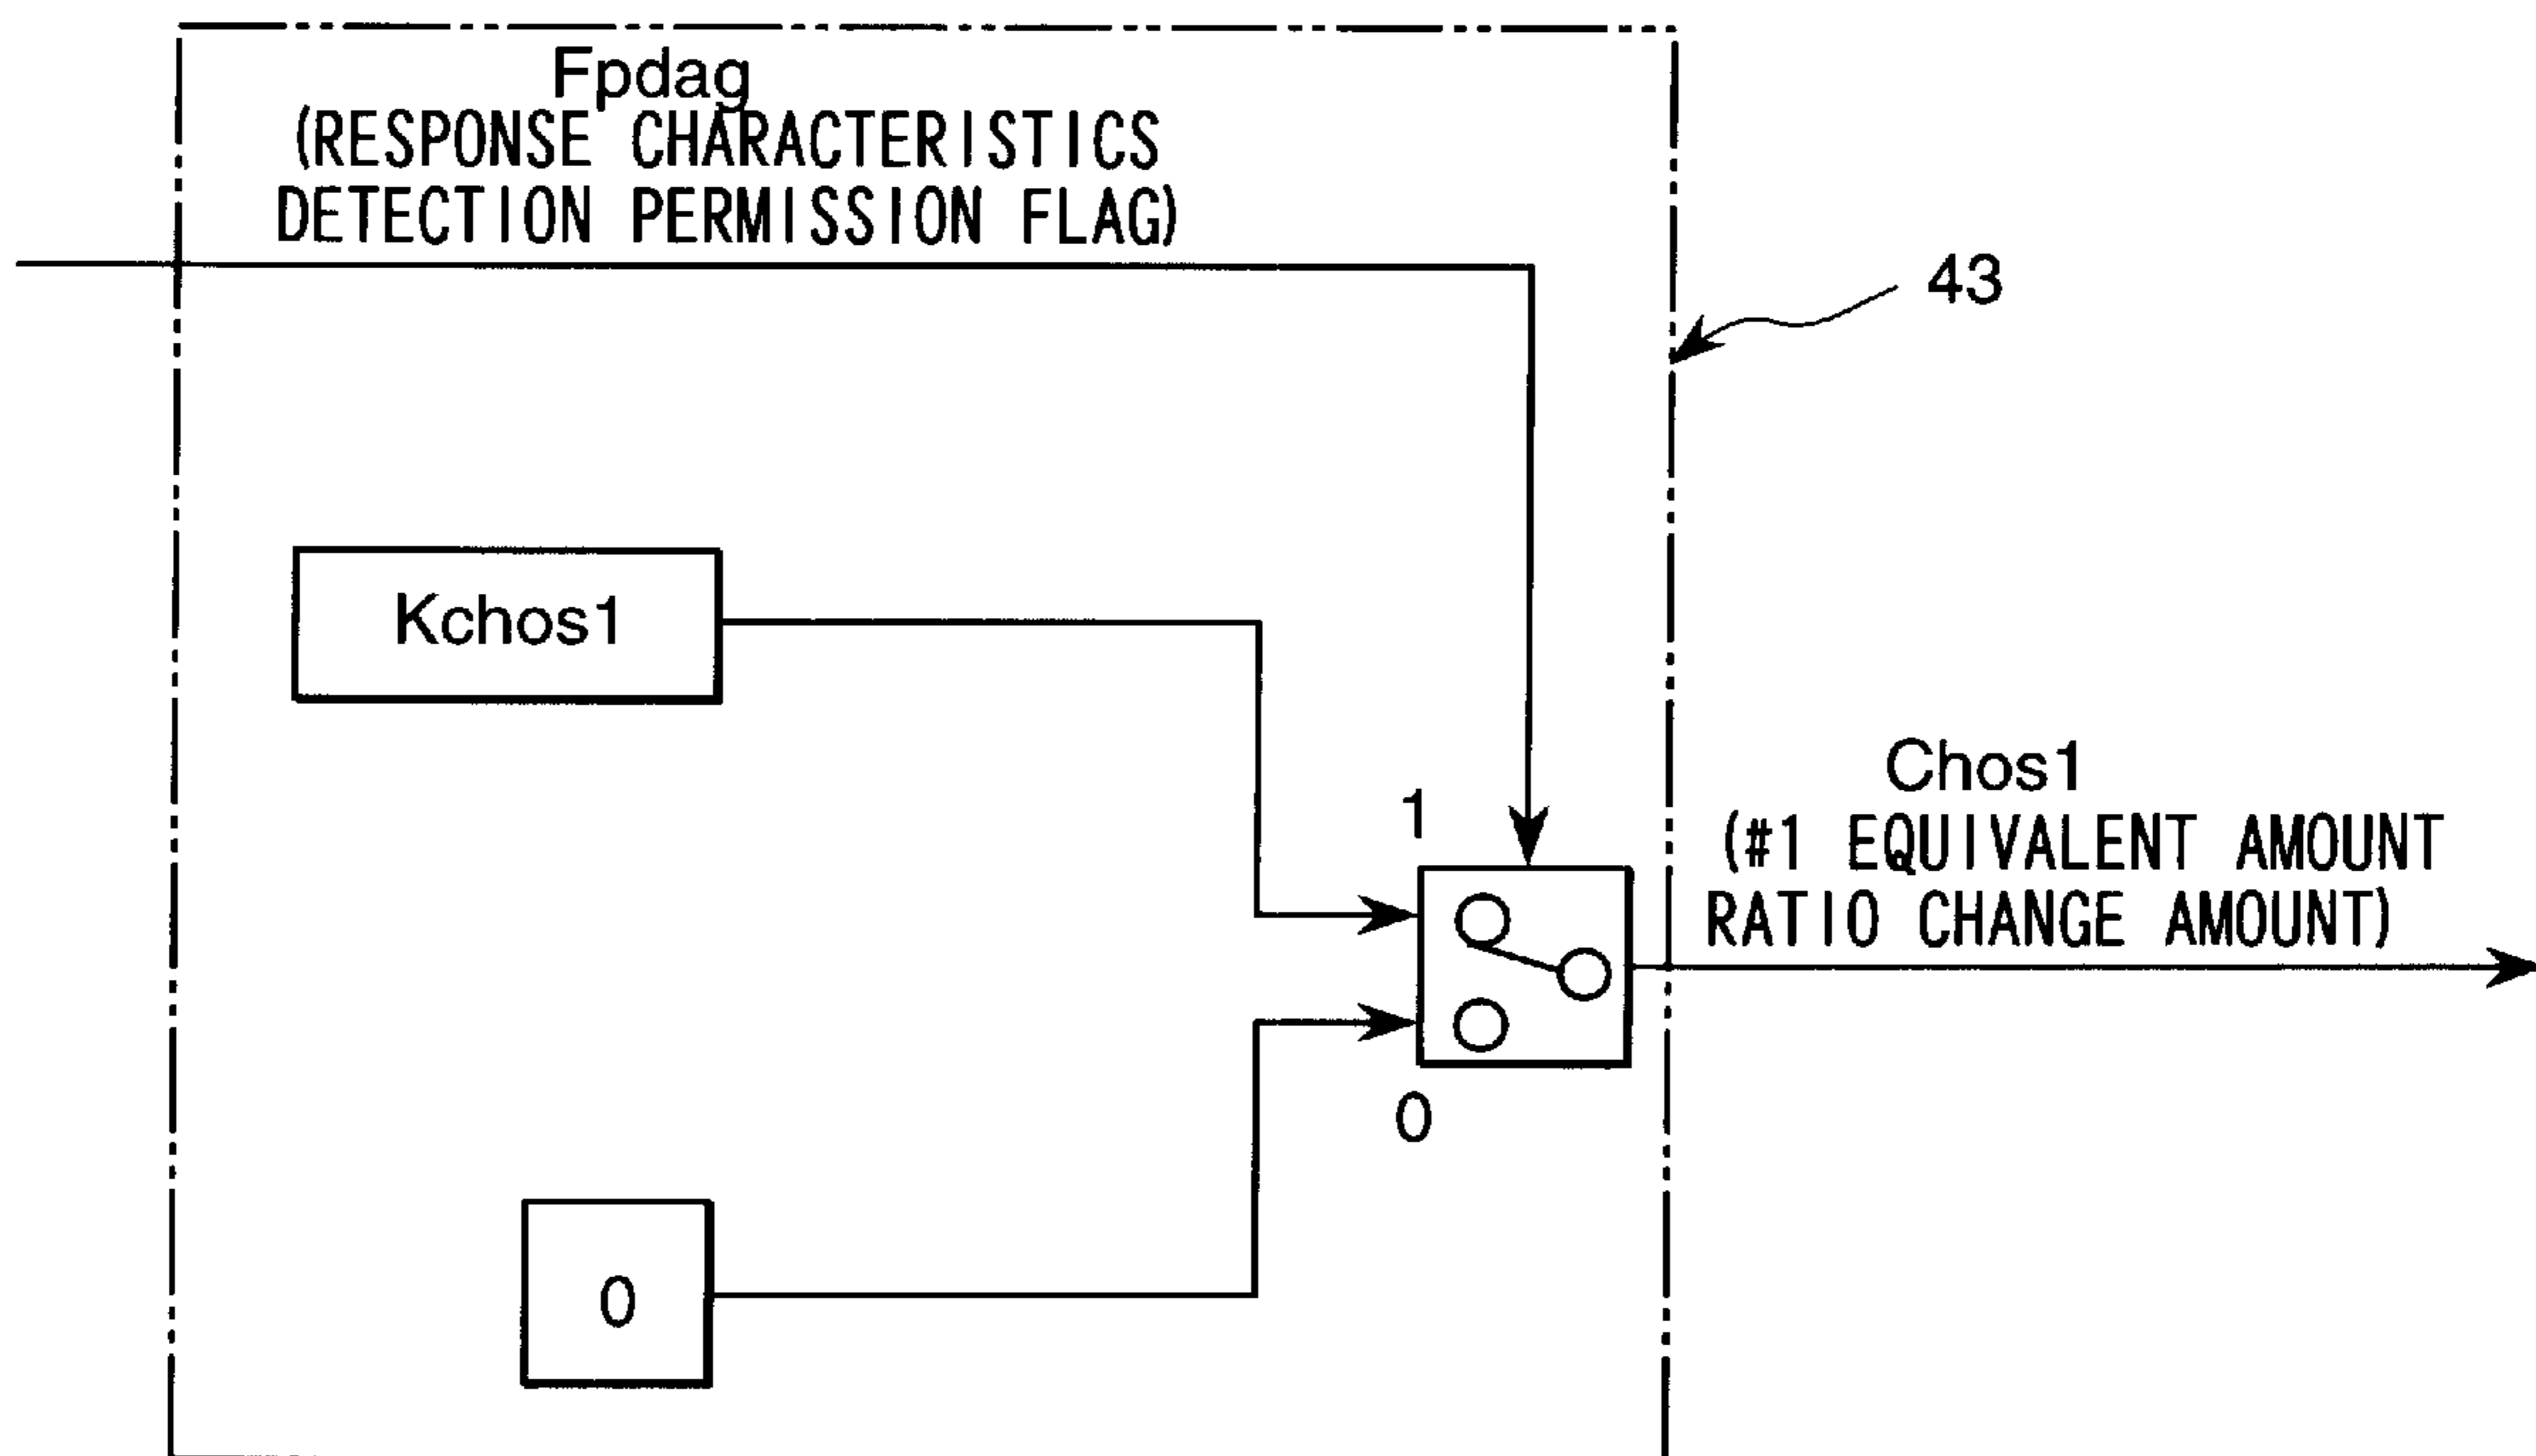 Fpdag
(RESPONSE CHARACTERISTICS
DETECTION PERMISSION FLAG)
43
Kchos1
1
Chos1
(#1 EQUIVALENT AMOUNT
RATIO CHANGE AMOUNT)
0
0